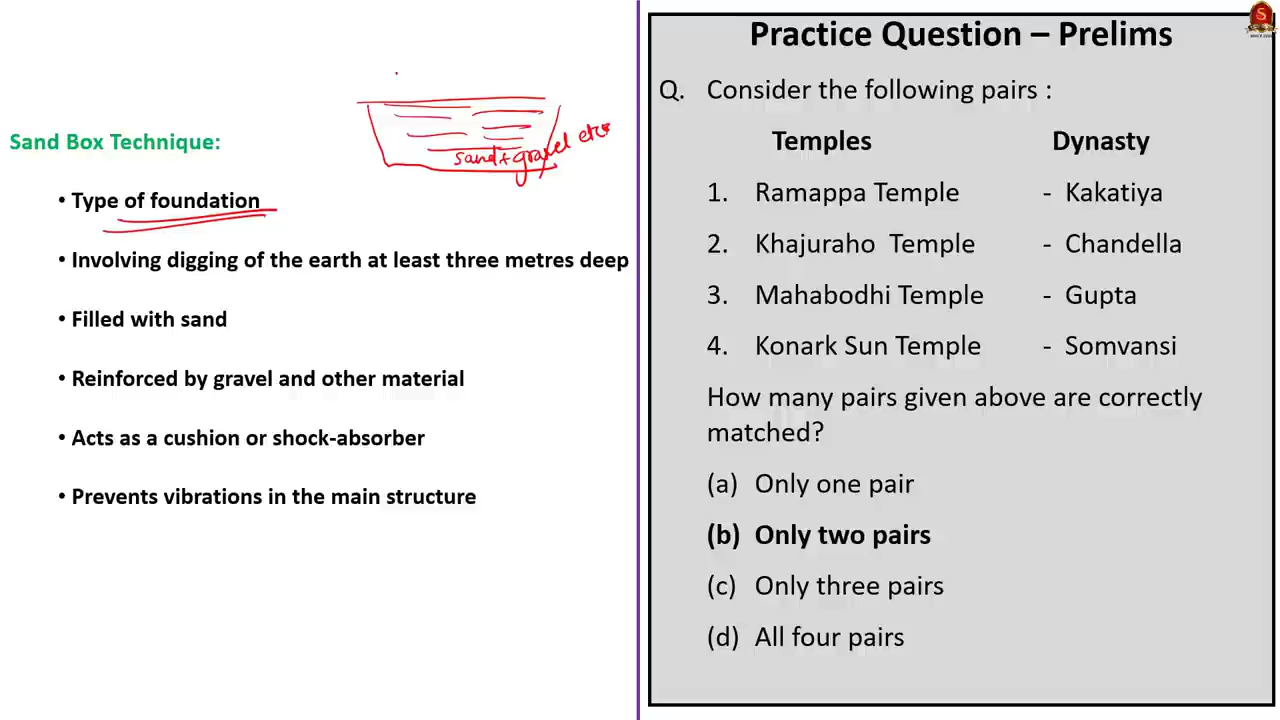 Sand Box Technique:
sand+gravel etc
• Type of foundation
• Involving digging of the earth at least three metres deep
• Filled with sand
• Reinforced by gravel and other material
• Acts as a cushion or shock-absorber
• Prevents vibrations in the main structure
Practice Question – Prelims
Q. Consider the following pairs :
Temples Dynasty
1. Ramappa Temple - Kakatiya
2. Khajuraho Temple - Chandella
3. Mahabodhi Temple - Gupta
4. Konark Sun Temple - Somvansi
How many pairs given above are correctly
matched?
(a) Only one pair
(b) Only two pairs
(c) Only three pairs
(d) All four pairs